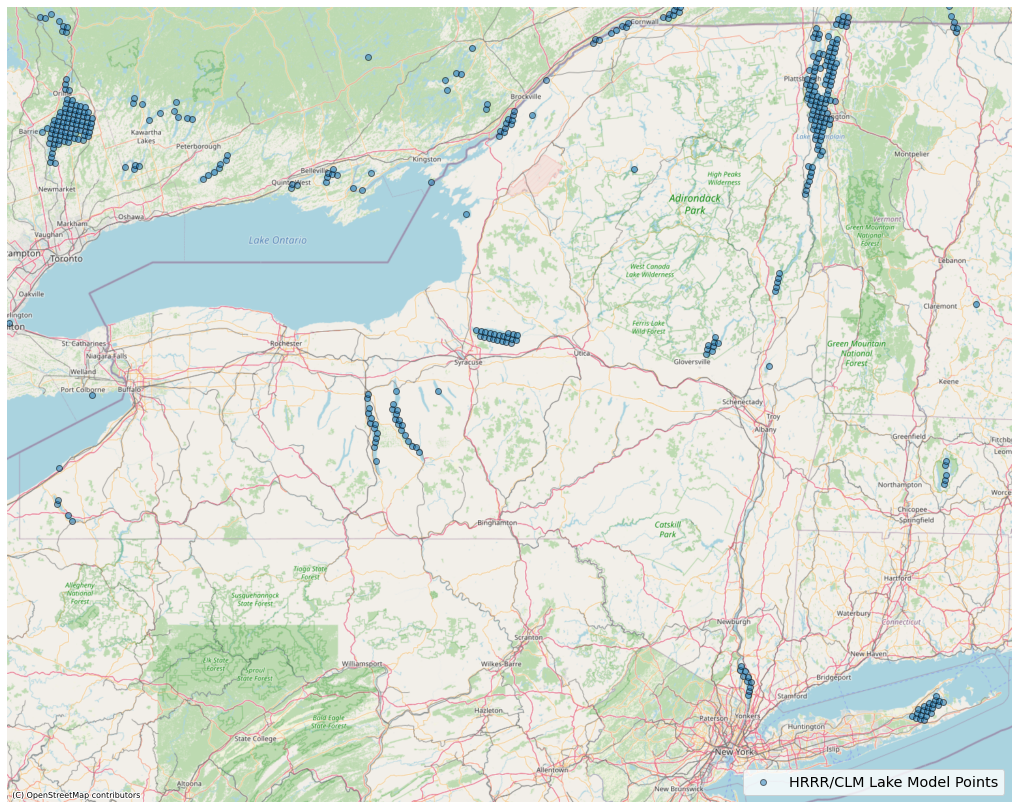 Cornwall
Plattsburgh
Orillia
Brockville
Barrie
Kawartha
Lakes
Peterborough
Lake Champlain
Montpelier
Kingston
Belleville
Quinte West
High Peaks
Wilderness
Newmarket
Adirondack
Park
Oshawa
Markham
Vaughan
Vermont
Green Mountain
National
Forest
Lake Ontario
Toronto
Lebanon
West Canada
Lake Wilderness
Oakville
Claremont
Ferris Lake
Wild Forest
St. Catharines
Rochester
Niagara Falls
Utica
Syracuse
Gloversville
Green Mountain
National
Forest
Welland
Port Colborne
Buffalo
Keene
Schenectady
Troy
Albany
Greenfield
Northampton
Chicopee
Springfield
Binghamton
Catskill
Park
Tioga State
Forest
Hartford
Allegheny
National
Forest
Susquehannock
State Forest
Waterbury
Connecticut
Newburgh
Scranton
New Haven
Elk State
Forest
Sproul
State Forest
Williamsport
Wilkes-Barre
Bridgeport
Stamford
Hazleton
Paterson
Yonkers
Bald Eagle
State Forest
Huntington
State College
Islip
New York
Allentown
Altoona
New Brunswick
HRRR/CLM Lake Model Points
(C) OpenStreetMap contributors